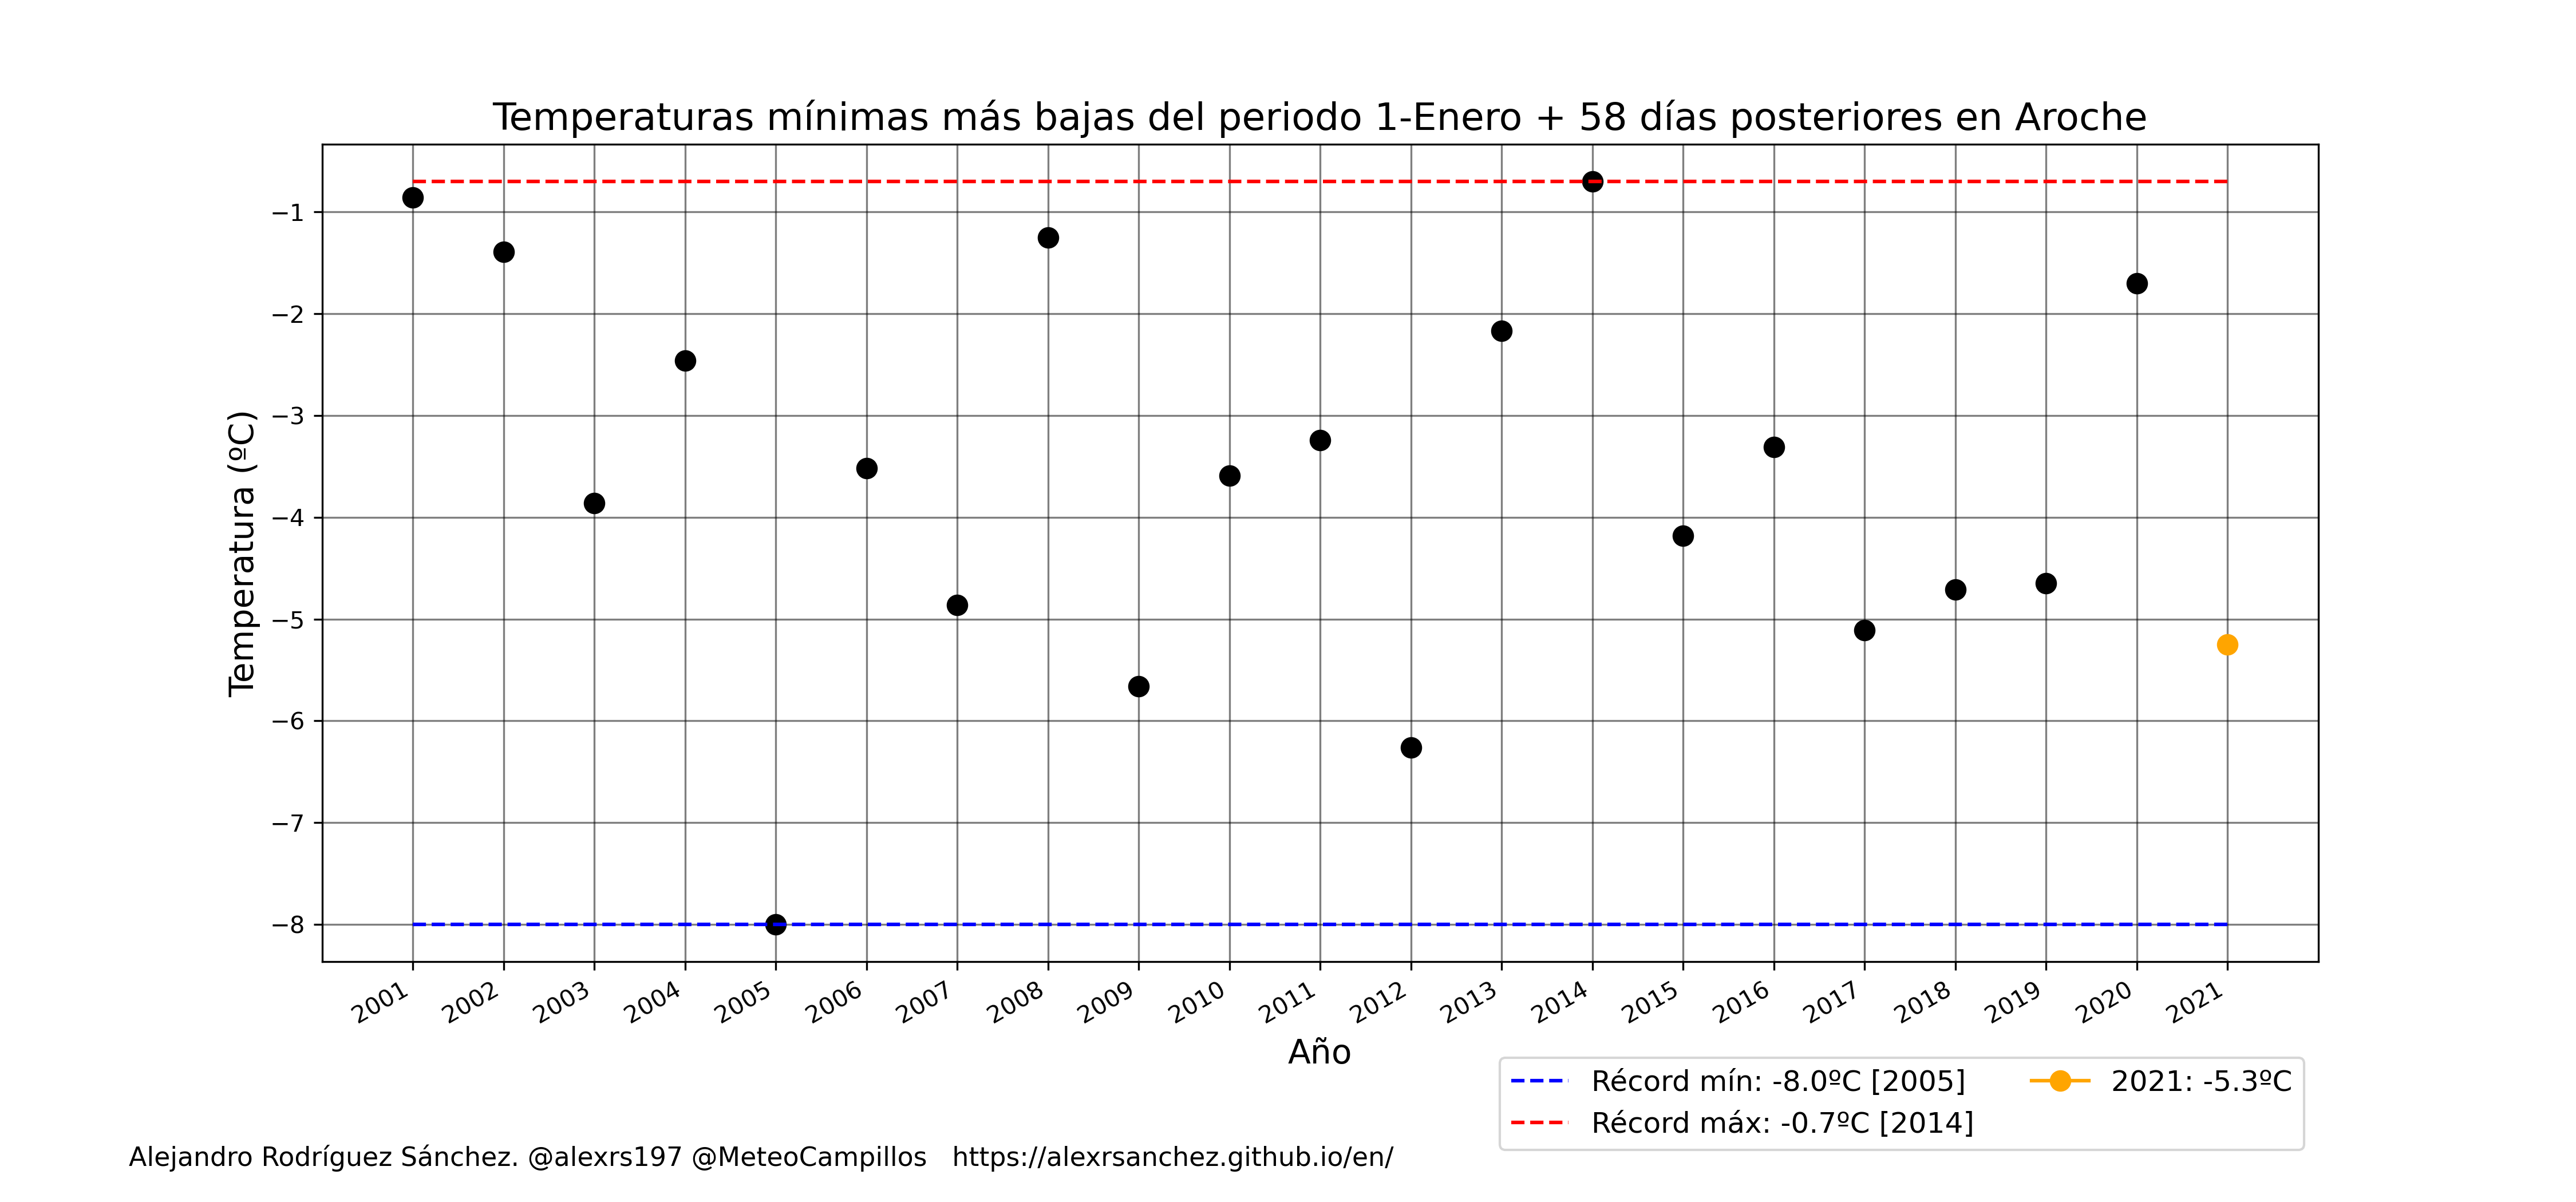 Temperaturas mínimas más bajas del periodo 1-Enero + 58 días posteriores en Aroche
Temperatura (ºC)
−1
−2
−3
−4
−5
−6
−7
−8
2001 2002 2003 2004 2005 2006 2007 2008 2009 2010 2011 2012 2013 2014 2015 2016 2017 2018 2019 2020 2021
Año
Récord mín: -8.0ºC [2005]
Récord máx: -0.7ºC [2014]
2021: -5.3ºC
Alejandro Rodríguez Sánchez. @alexrs197 @MeteoCampillos https://alexrsanchez.github.io/en/